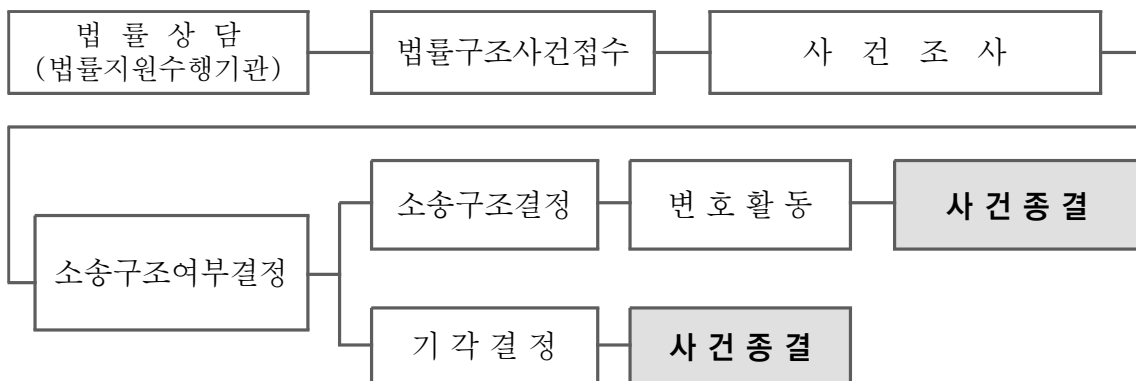 법 률 상 담
(법률지원수행기관)
법률구조사건접수
사 건 조 사
소송구조여부결정
소송구조결정
변 호 활 동
사 건 종 결
기 각 결 정
사 건 종 결